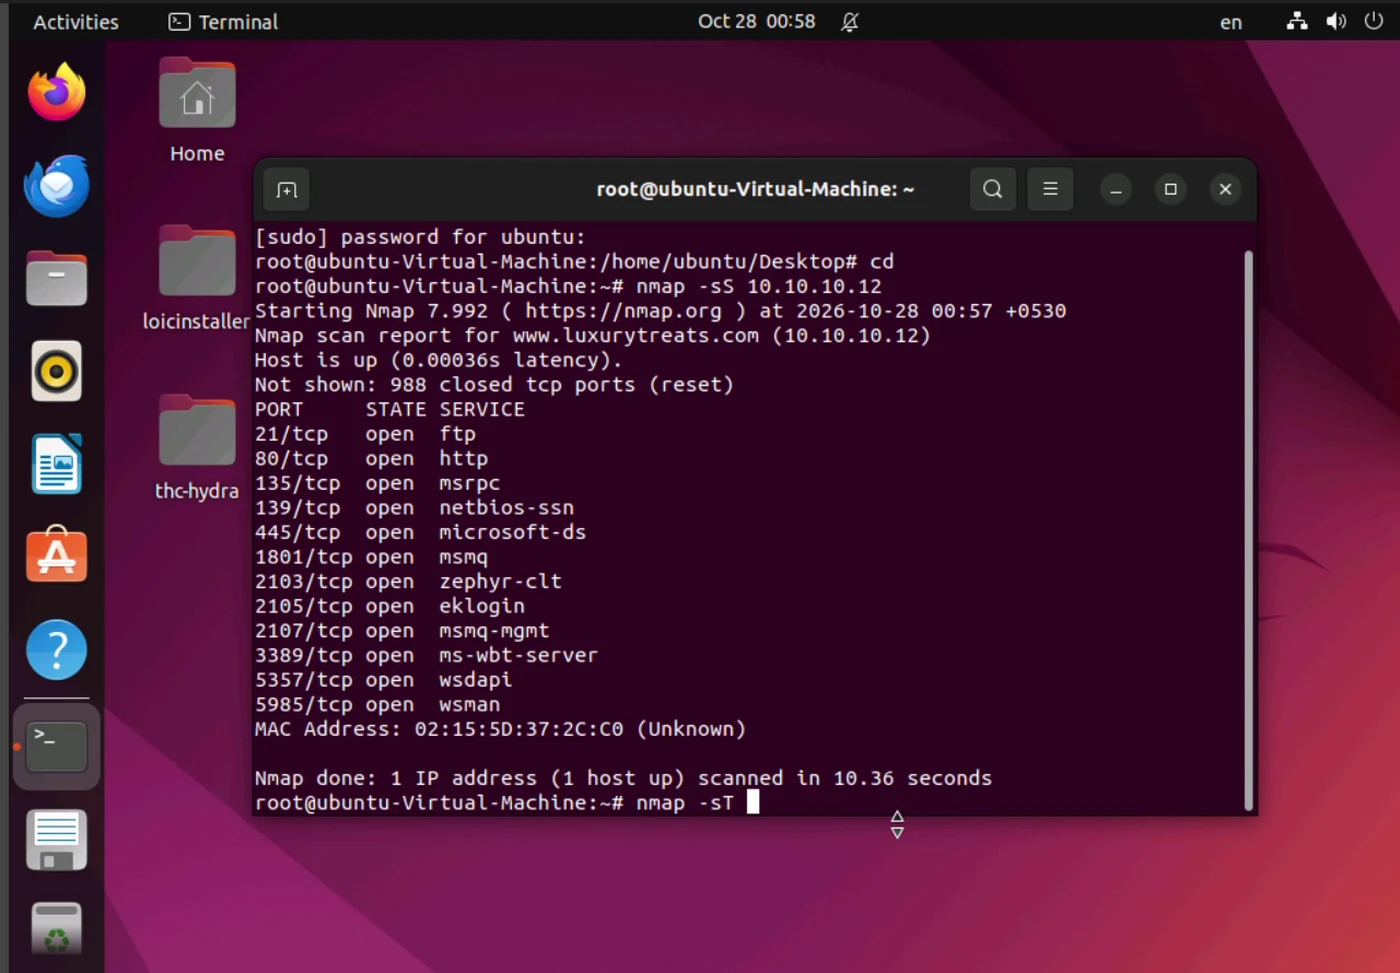 Activities Terminal Oct 28 00:58 en
Home
loicinstaller
thc-hydra
root@ubuntu-Virtual-Machine: ~
[sudo] password for ubuntu:
root@ubuntu-Virtual-Machine:/home/ubuntu/Desktop# cd
root@ubuntu-Virtual-Machine:~# nmap -sS 10.10.10.12
Starting Nmap 7.992 ( https://nmap.org ) at 2026-10-28 00:57 +0530
Nmap scan report for www.luxurytreats.com (10.10.10.12)
Host is up (0.00036s latency).
Not shown: 988 closed tcp ports (reset)
PORT     STATE SERVICE
21/tcp   open  ftp
80/tcp   open  http
135/tcp  open  msrpc
139/tcp  open  netbios-ssn
445/tcp  open  microsoft-ds
1801/tcp open  msmq
2103/tcp open  zephyr-clt
2105/tcp open  eklogin
2107/tcp open  msmq-mgmt
3389/tcp open  ms-wbt-server
5357/tcp open  wsdapi
5985/tcp open  wsman
MAC Address: 02:15:5D:37:2C:C0 (Unknown)
Nmap done: 1 IP address (1 host up) scanned in 10.36 seconds
root@ubuntu-Virtual-Machine:~# nmap -sT